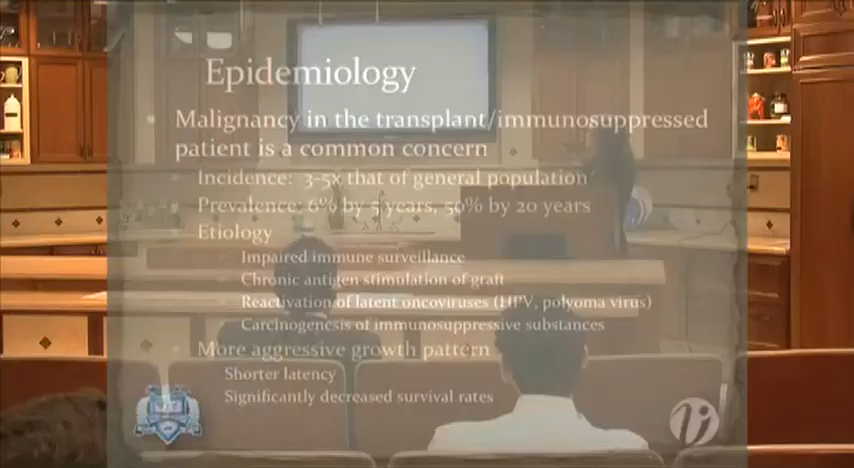 Epidemiology
Malignancy in the transplant/immunosuppressed
patient is a common concern
Incidence: 3-5x that of general population
Prevalence: 6% by 5 years, 50% by 20 years
Etiology
Impaired immune surveillance
Chronic antigen stimulation of graft
Reactivation of latent oncoviruses (HPV, polyoma virus)
Carcinogenesis of immunosuppressive substances
More aggressive growth pattern
Shorter latency
Significantly decreased survival rates